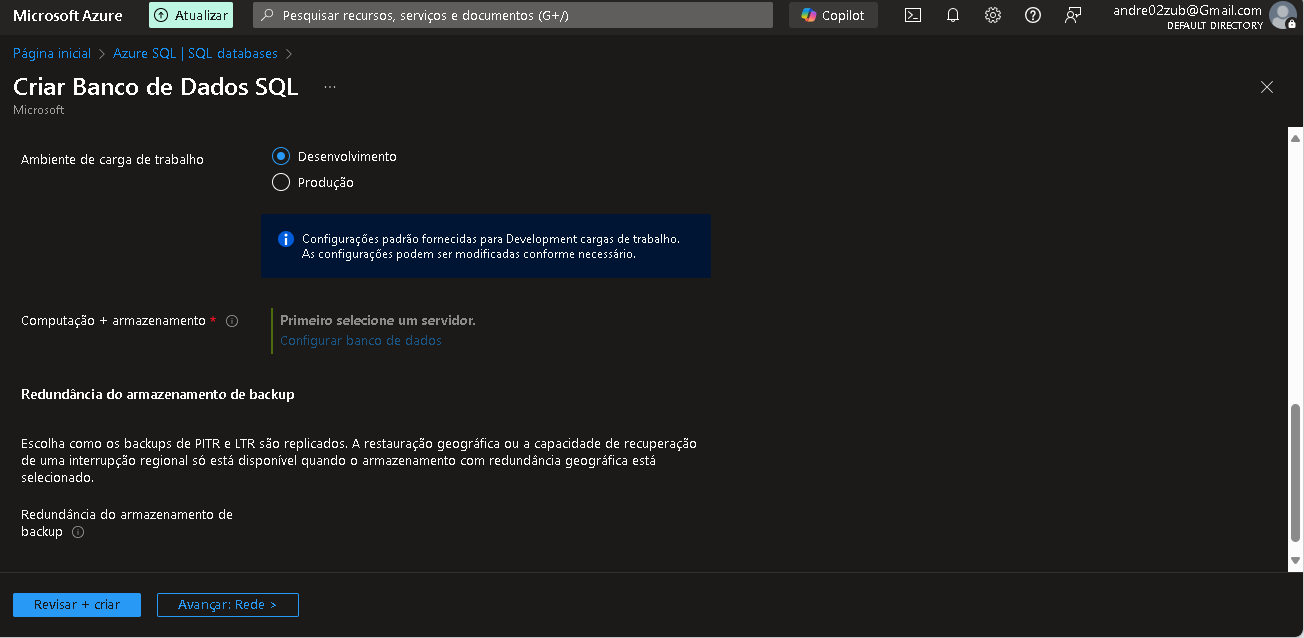 Microsoft Azure
Atualizar
Pesquisar recursos, serviços e documentos (G+/)
Copilot
andre02zub@Gmail.com
DEFAULT DIRECTORY
Página inicial > Azure SQL | SQL databases >
Criar Banco de Dados SQL ...
Microsoft
Ambiente de carga de trabalho
Desenvolvimento
Produção
Configurações padrão fornecidas para Development cargas de trabalho.
As configurações podem ser modificadas conforme necessário.
Computação + armazenamento *
Primeiro selecione um servidor.
Configurar banco de dados
Redundância do armazenamento de backup
Escolha como os backups de PITR e LTR são replicados. A restauração geográfica ou a capacidade de recuperação
de uma interrupção regional só está disponível quando o armazenamento com redundância geográfica está
selecionado.
Redundância do armazenamento de
backup
Revisar + criar
Avançar: Rede >